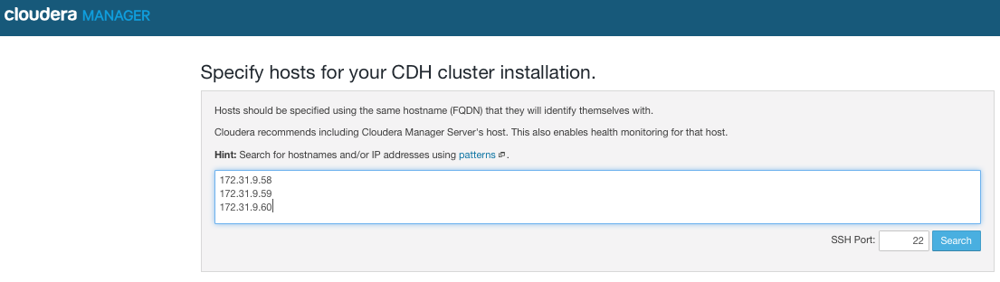 cloudera MANAGER
Specify hosts for your CDH cluster installation.
Hosts should be specified using the same hostname (FQDN) that they will identify themselves with.
Cloudera recommends including Cloudera Manager Server's host. This also enables health monitoring for that host.
Hint: Search for hostnames and/or IP addresses using patterns .
172.31.9.58
172.31.9.59
172.31.9.60
SSH Port: 22 Search